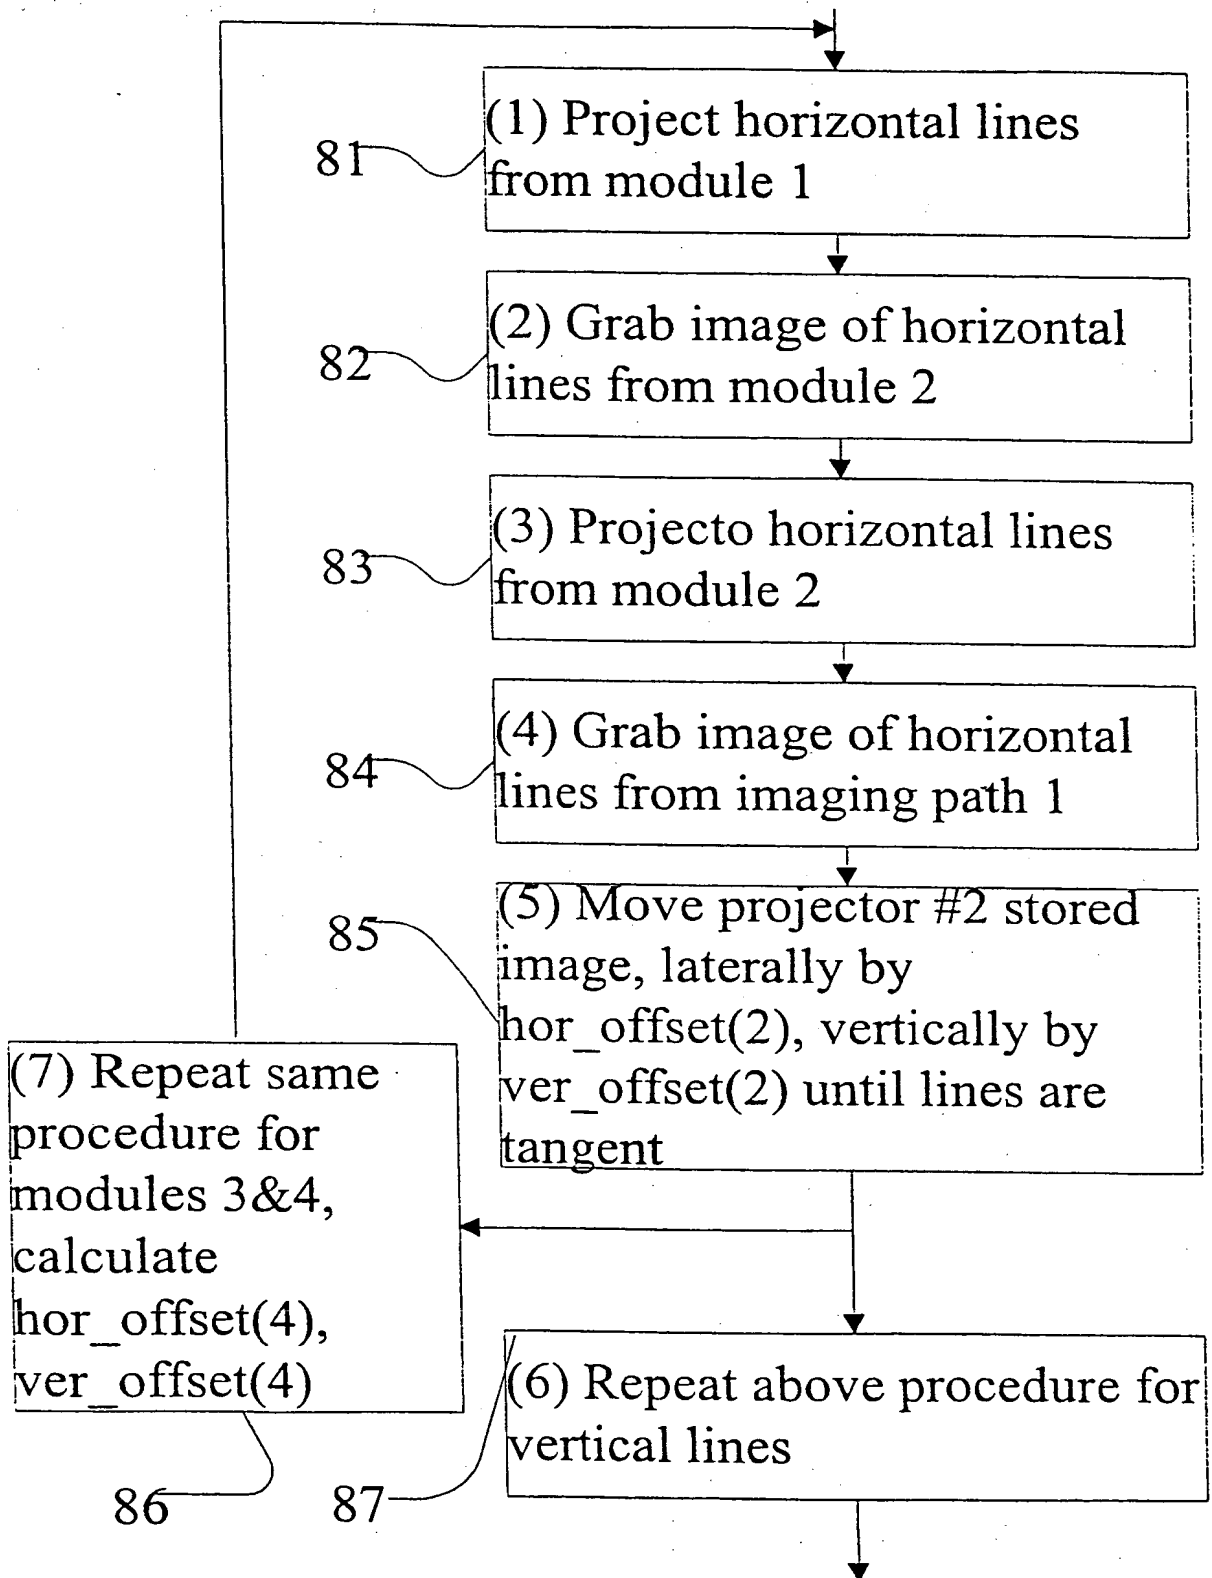 (1) Project horizontal lines
from module 1
81
(2) Grab image of horizontal
lines from module 2
82
(3) Projecto horizontal lines
from module 2
83
(4) Grab image of horizontal
lines from imaging path 1
84
(5) Move projector #2 stored
image, laterally by
hor_offset(2), vertically by
ver_offset(2) until lines are
tangent
85
(7) Repeat same
procedure for
modules 3&4,
calculate
hor_offset(4),
ver_offset(4)
86
(6) Repeat above procedure for
vertical lines
87